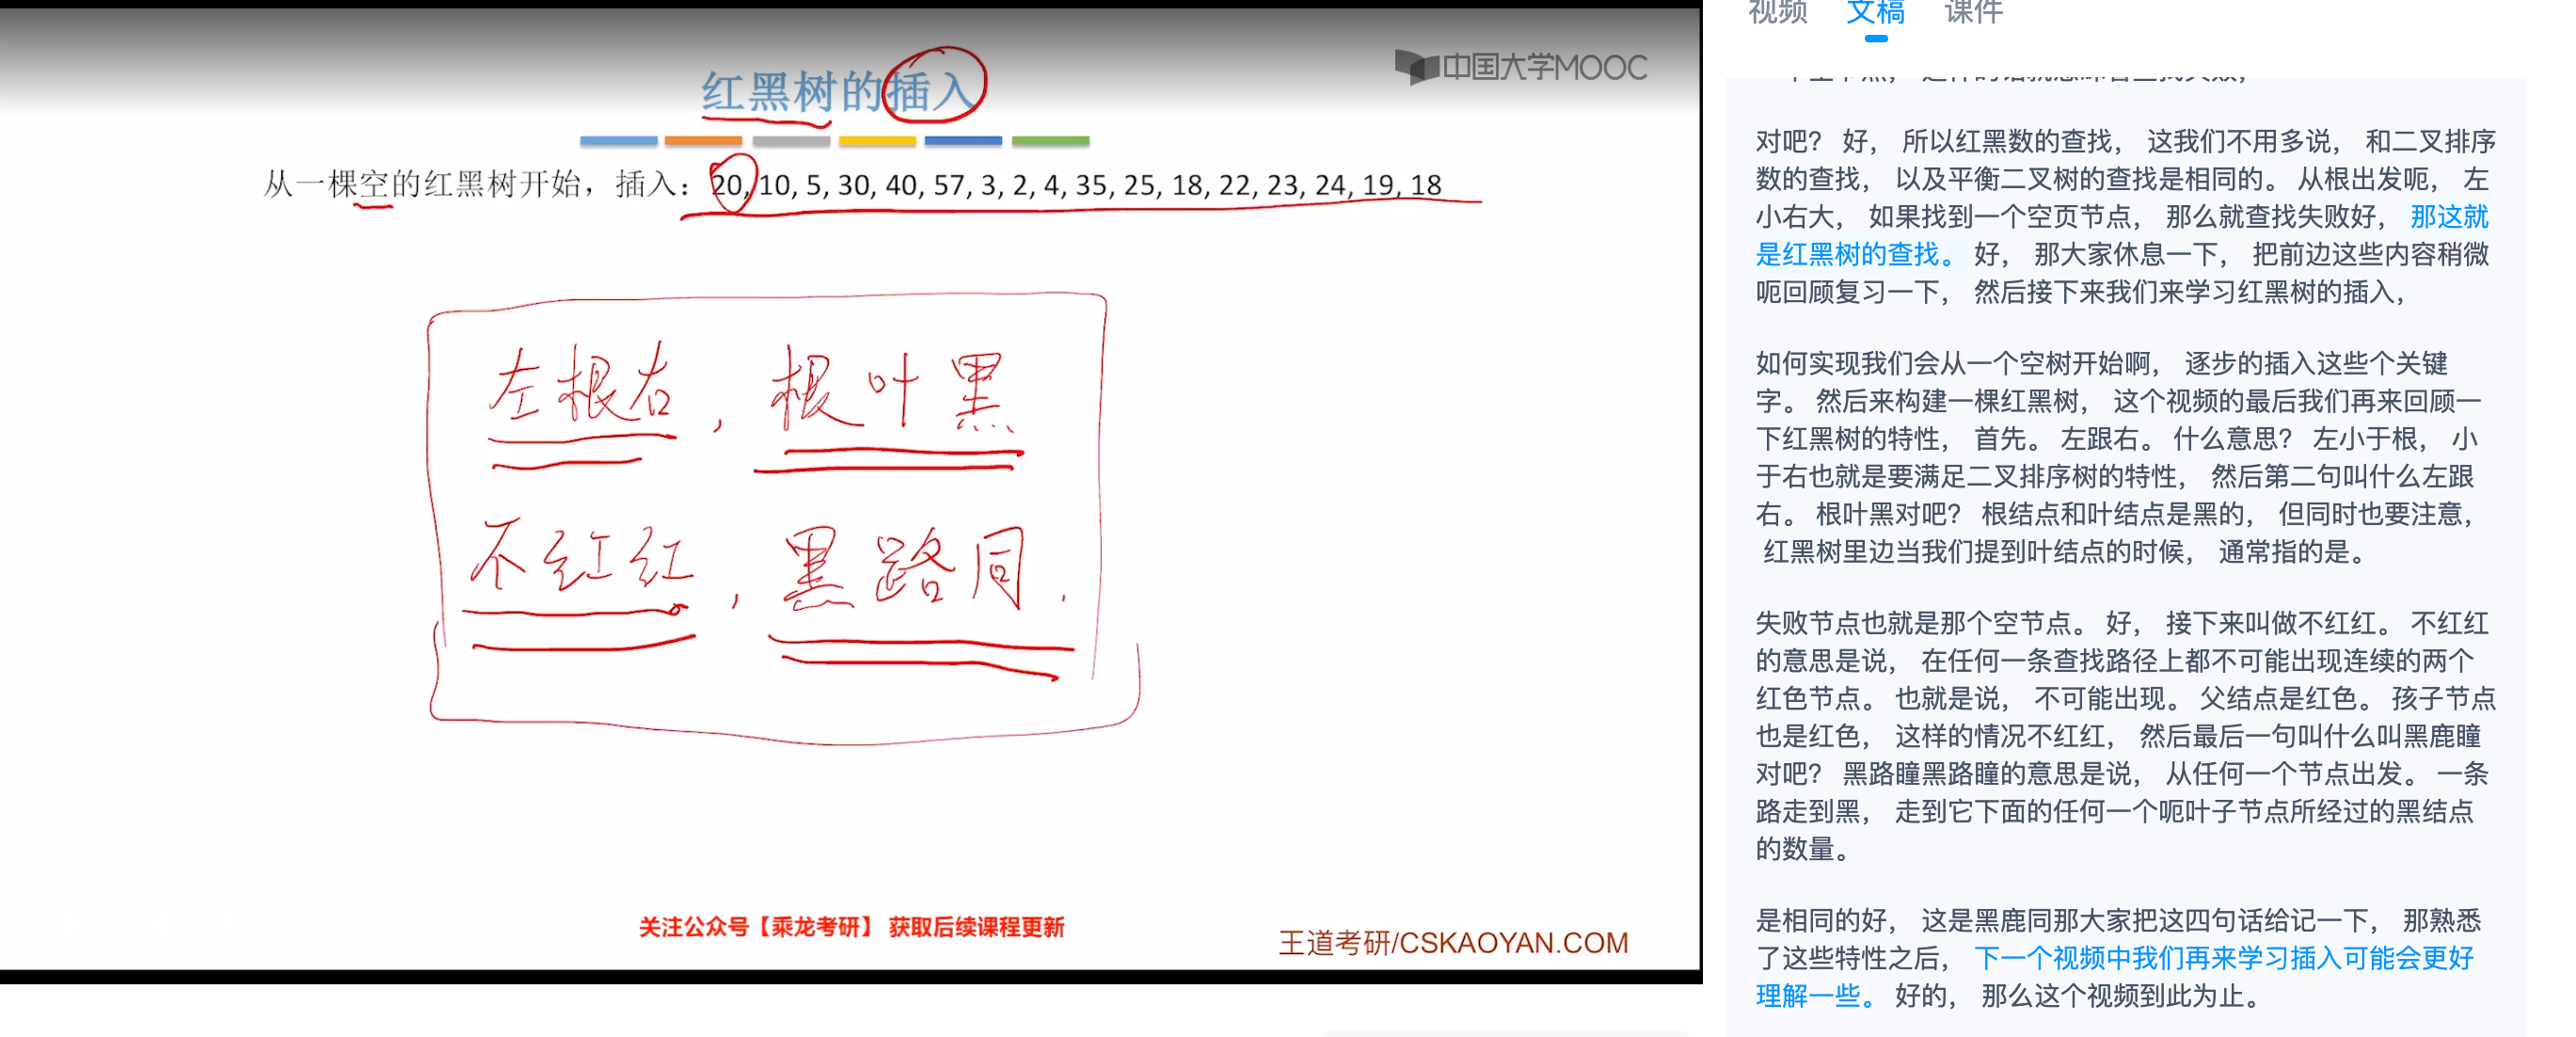 红黑树的插入
中国大学MOOC
从一棵空的红黑树开始，插入：20, 10, 5, 30, 40, 57, 3, 2, 4, 35, 25, 18, 22, 23, 24, 19, 18
左根右，根叶黑
不红红，黑路同.
关注公众号【乘龙考研】 获取后续课程更新
王道考研/CSKAOYAN.COM
视频 文稿 课件
对吧？ 好， 所以红黑数的查找， 这我们不用多说， 和二叉排序
数的查找， 以及平衡二叉树的查找是相同的。 从根出发呃， 左
小右大， 如果找到一个空页节点， 那么就查找失败好， 那这就
是红黑树的查找。 好， 那大家休息一下， 把前边这些内容稍微
呃回顾复习一下， 然后接下来我们来学习红黑树的插入，
如何实现我们会从一个空树开始啊， 逐步的插入这些个关键
字。 然后来构建一棵红黑树， 这个视频的最后我们再来回顾一
下红黑树的特性， 首先。 左跟右。 什么意思？ 左小于根， 小
于右也就是要满足二叉排序树的特性， 然后第二句叫什么左跟
右。 根叶黑对吧？ 根结点和叶结点是黑的， 但同时也要注意，
红黑树里边当我们提到叶结点的时候， 通常指的是。
失败节点也就是那个空节点。 好， 接下来叫做不红红。 不红红
的意思是说， 在任何一条查找路径上都不可能出现连续的两个
红色节点。 也就是说， 不可能出现。 父结点是红色。 孩子节点
也是红色， 这样的情况不红红， 然后最后一句叫什么叫黑鹿瞳
对吧？ 黑路瞳黑路瞳的意思是说， 从任何一个节点出发。 一条
路走到黑， 走到它下面的任何一个呃叶子节点所经过的黑结点
的数量。
是相同的好， 这是黑鹿同那大家把这四句话给记一下， 那熟悉
了这些特性之后， 下一个视频中我们再来学习插入可能会更好
理解一些。 好的， 那么这个视频到此为止。